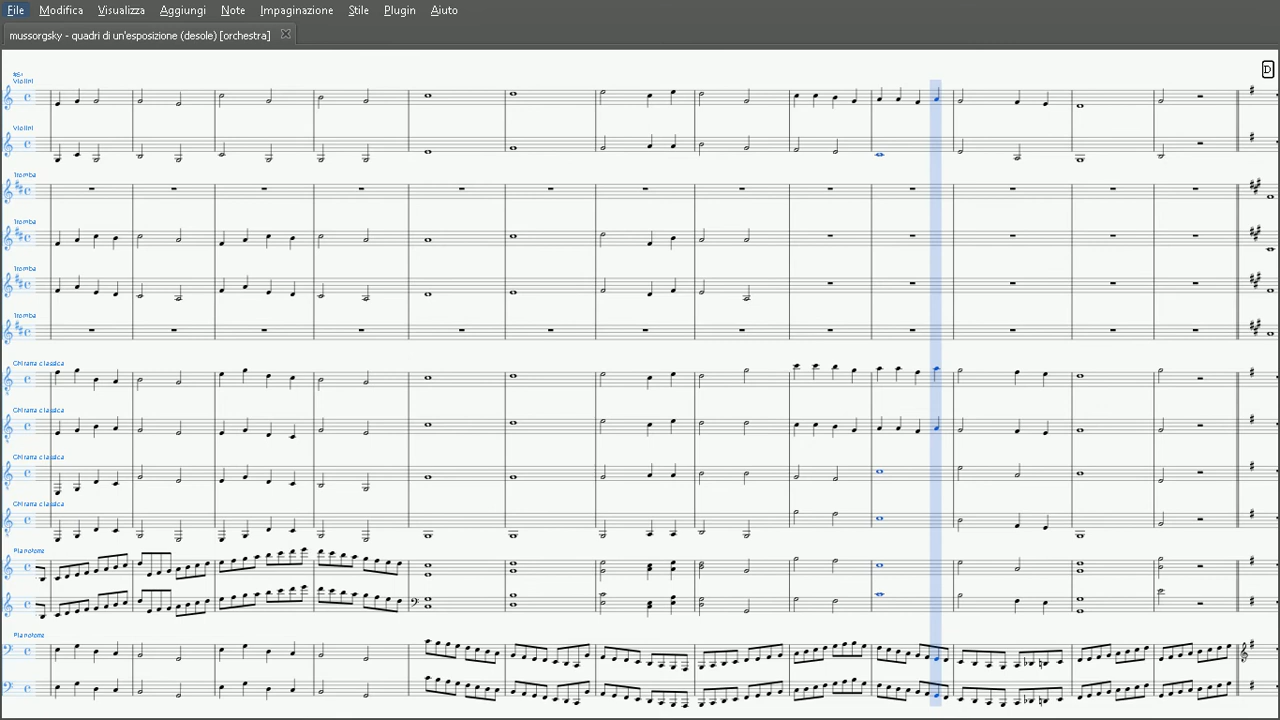 File Modifica Visualizza Aggiungi Note Impaginazione Stile Plugin Aiuto
mussorgsky - quadri di un'esposizione (desole) [orchestra]
D
Violini
Violini
Tromba
Tromba
Tromba
Tromba
Chitarra classica
Chitarra classica
Chitarra classica
Chitarra classica
Pianoforte
Pianoforte